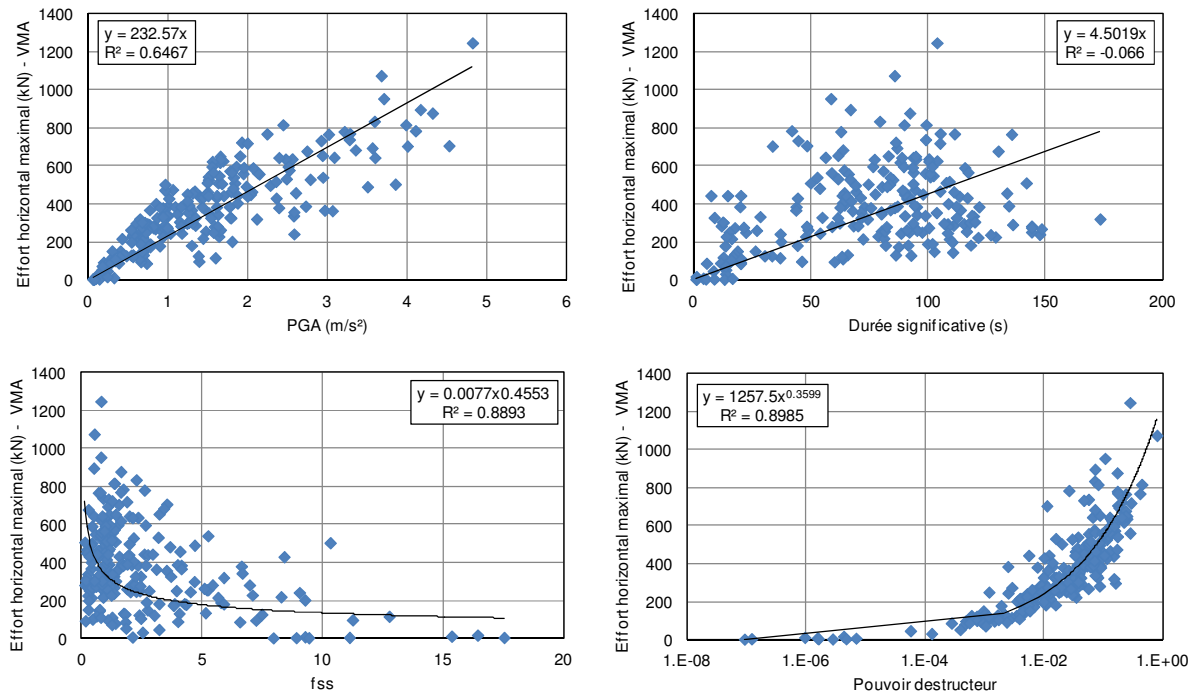 Effort horizontal maximal (kN) - VMA
1400
1200
1000
800
600
400
200
0
y = 232.57x
R² = 0.6467
0 1 2 3 4 5 6
PGA (m/s²)
Effort horizontal maximal (kN) - VMA
1400
1200
1000
800
600
400
200
0
y = 4.5019x
R² = -0.066
0 50 100 150 200
Durée significative (s)
Effort horizontal maximal (kN) - VMA
1400
1200
1000
800
600
400
200
0
y = 0.0077x0.4553
R² = 0.8893
0 5 10 15 20
fss
Effort horizontal maximal (kN) - VMA
1400
1200
1000
800
600
400
200
0
y = 1257.5x^0.3599
R² = 0.8985
1.E-08 1.E-06 1.E-04 1.E-02 1.E+00
Pouvoir destructeur